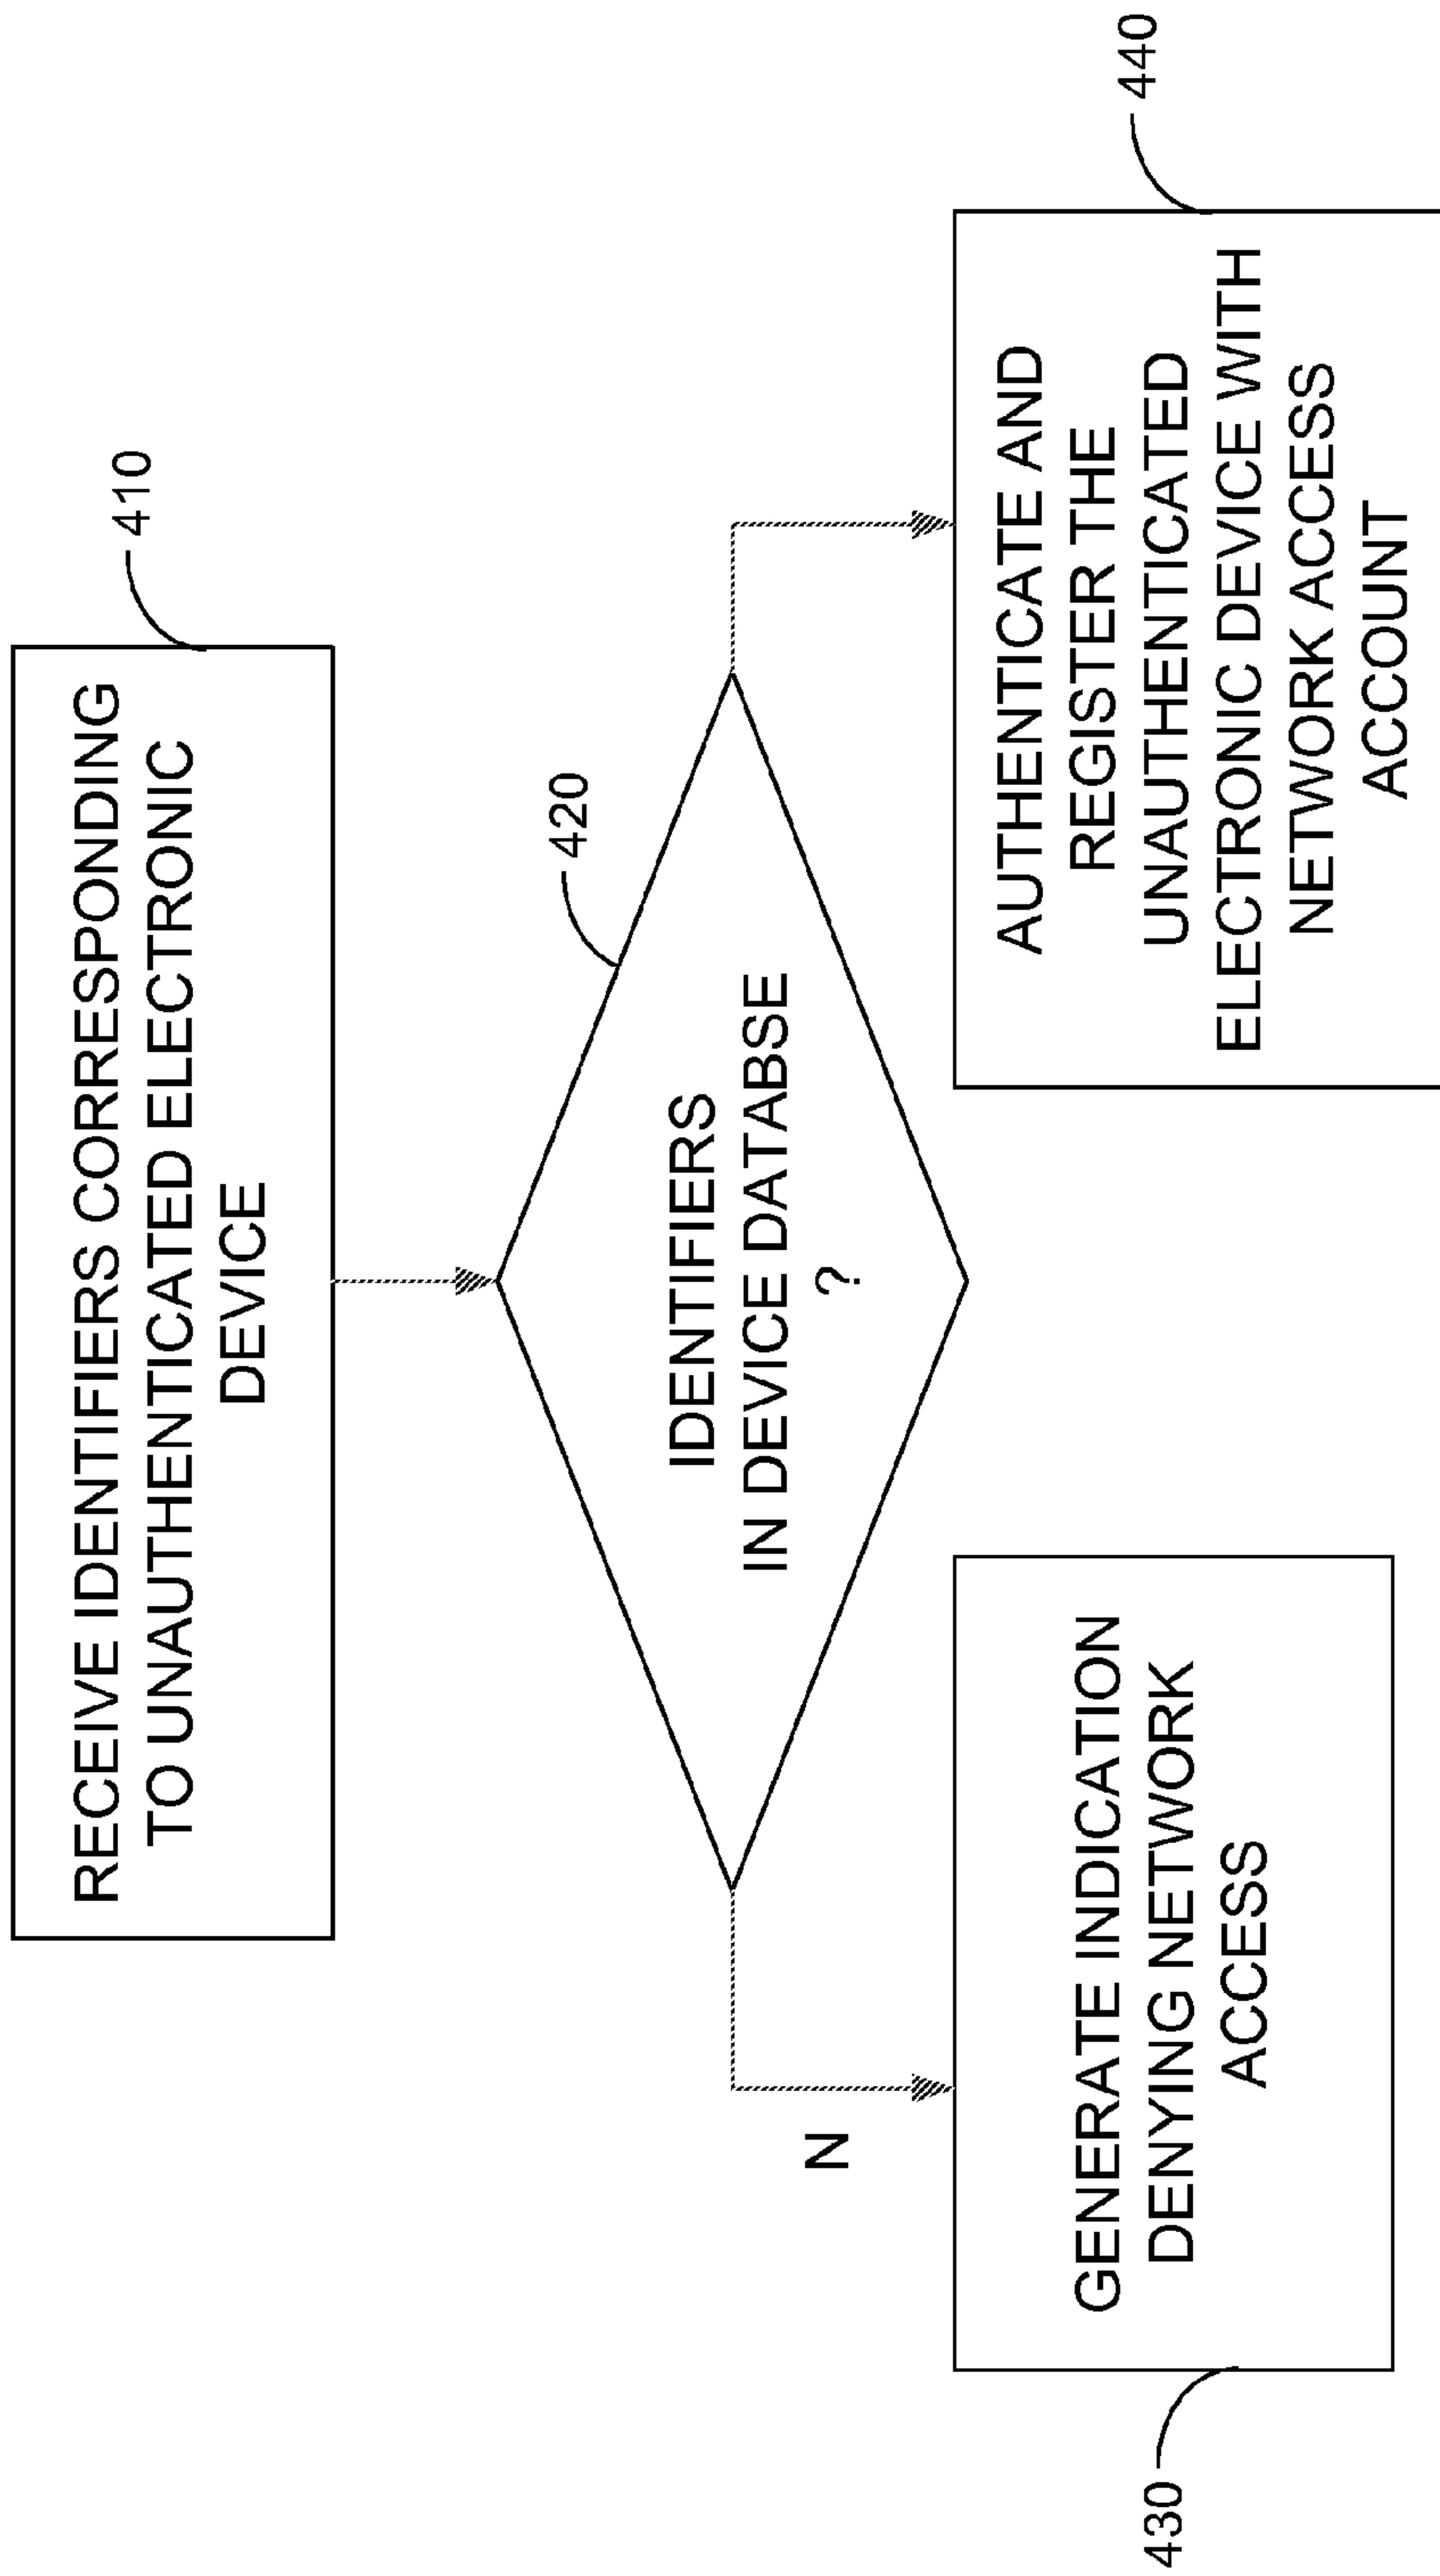 RECEIVE IDENTIFIERS CORRESPONDING
TO UNAUTHENTICATED ELECTRONIC
DEVICE
410
420
IDENTIFIERS
IN DEVICE DATABSE
?
N
GENERATE INDICATION
DENYING NETWORK
ACCESS
430
AUTHENTICATE AND
REGISTER THE
UNAUTHENTICATED
ELECTRONIC DEVICE WITH
NETWORK ACCESS
ACCOUNT
440